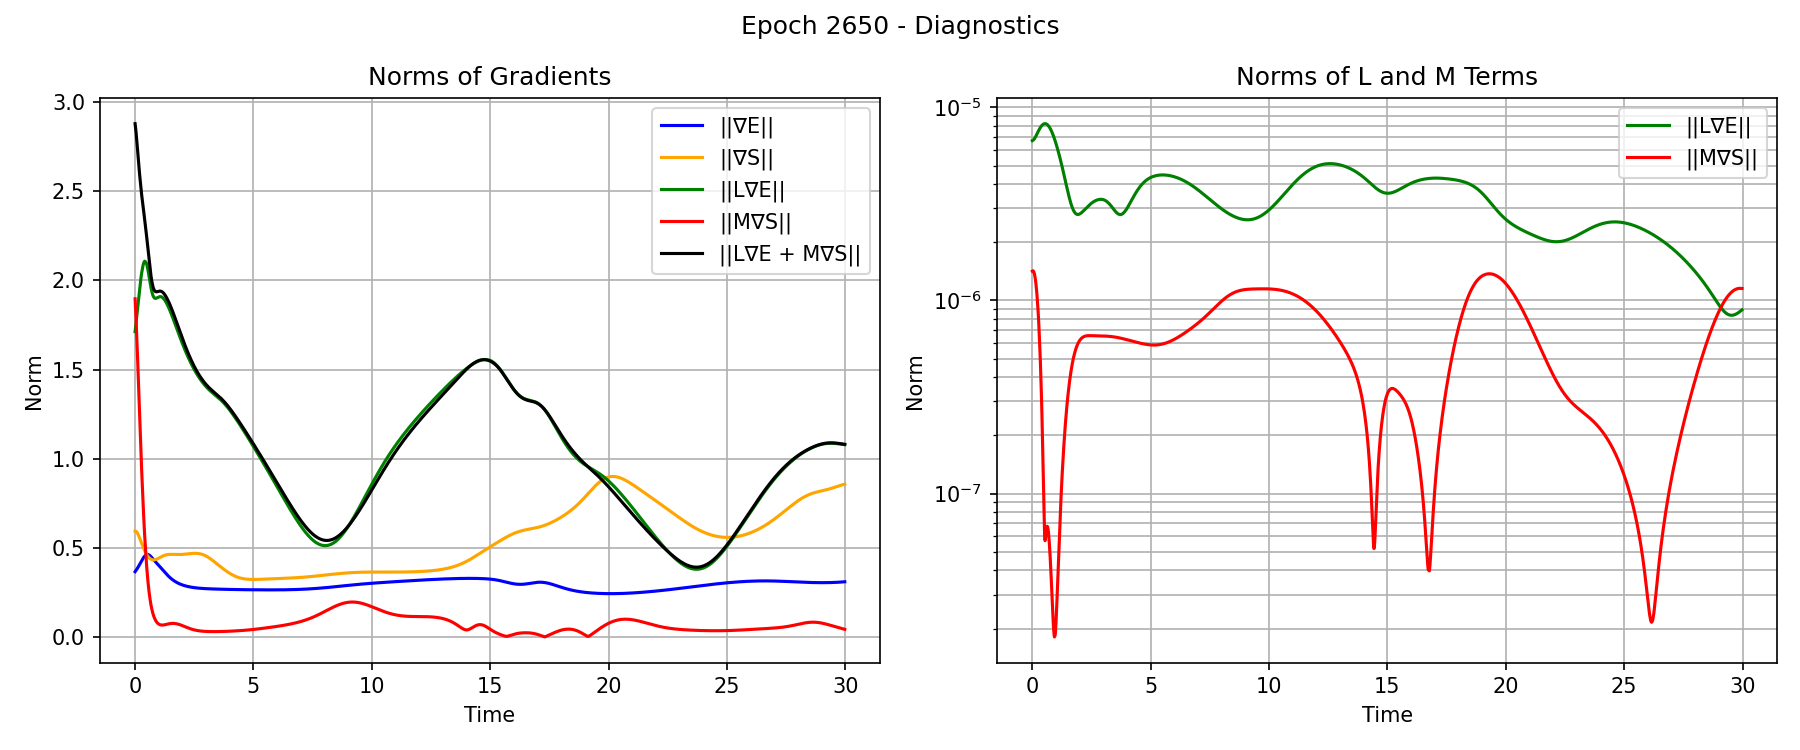 Epoch 2650 - Diagnostics
Norms of Gradients
3.0
2.5
2.0
1.5
1.0
0.5
0.0
Norm
0 5 10 15 20 25 30
Time
||∇E||
||∇S||
||L∇E||
||M∇S||
||L∇E + M∇S||
Norms of L and M Terms
10⁻⁵
10⁻⁶
10⁻⁷
Norm
0 5 10 15 20 25 30
Time
||L∇E||
||M∇S||